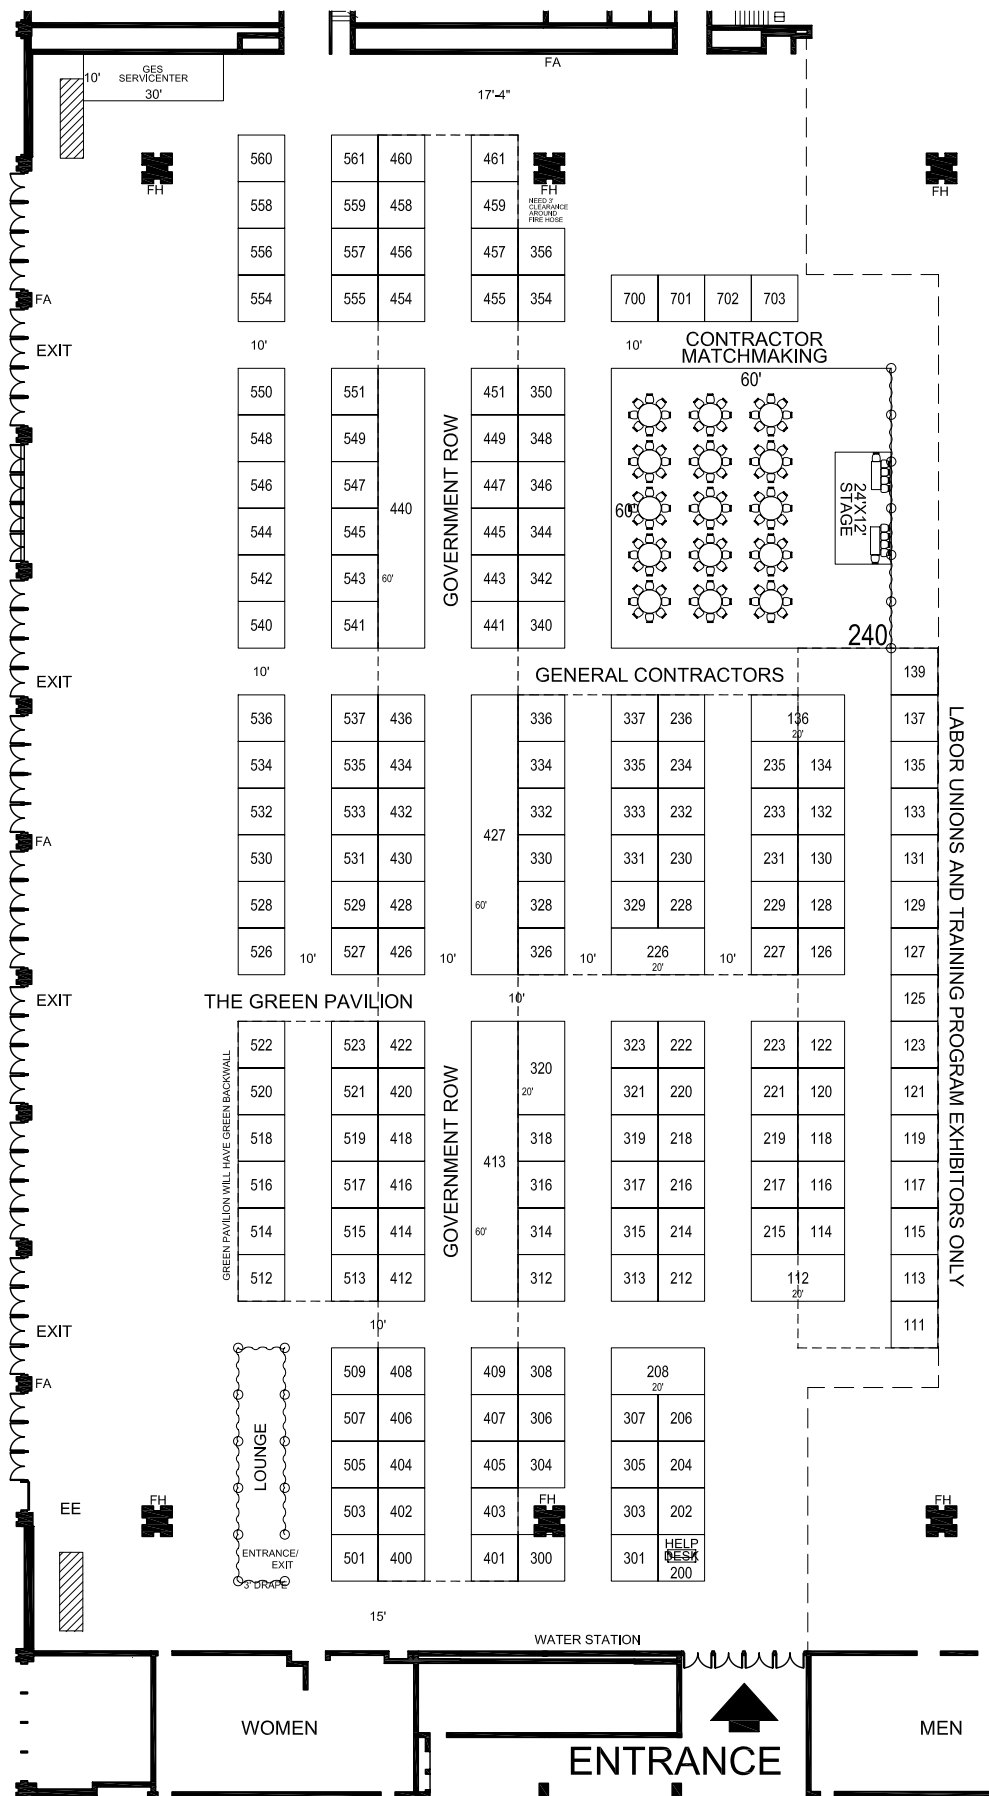 GES
SERVICENTER
10'
30'
FA
17'-4"
FH
FH
FH
NEED 3'
CLEARANCE
AROUND
FIRE HOSE
560 561 460 461
558 559 458 459
556 557 456 457 356
554 555 454 455 354 700 701 702 703
FA
EXIT
10'
10'
CONTRACTOR
MATCHMAKING
60'
550 551 451 350
548 549 449 348
546 547 447 346
440
544 545 445 344
542 543 60' 443 342
540 541 441 340
GOVERNMENT ROW
60'
24'X12'
STAGE
240
EXIT
10'
GENERAL CONTRACTORS
139
536 537 436 336 337 236 136 137
20'
534 535 434 334 335 234 235 134 135
532 533 432 332 333 232 233 132 133
427
530 531 430 330 331 230 231 130 131
528 529 428 60' 328 329 228 229 128 129
526 10' 527 426 10' 326 10' 226 10' 227 126 127
20'
FA
LABOR UNIONS AND TRAINING PROGRAM EXHIBITORS ONLY
EXIT
THE GREEN PAVILION
10'
125
522 523 422 323 222 223 122 123
320
520 521 420 20' 321 220 221 120 121
518 519 418 318 319 218 219 118 119
413
516 517 416 316 317 216 217 116 117
514 515 414 60' 314 315 214 215 114 115
512 513 412 312 313 212 112 113
20'
GREEN PAVILION WILL HAVE GREEN BACKWALL
GOVERNMENT ROW
EXIT
10'
111
FA
509 408 409 308 208
20'
507 406 407 306 307 206
505 404 405 304 305 204
503 402 403 303 202
501 400 401 300 301
LOUNGE
EE
FH
FH
FH
HELP
DESK
200
ENTRANCE/
EXIT
3' DRAPE
15'
WATER STATION
WOMEN
MEN
ENTRANCE